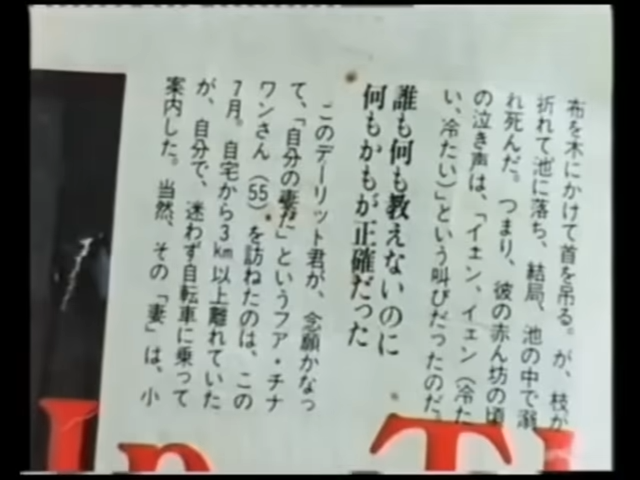 布を木にかけて首を吊る。が、枝が
折れて池に落ち、結局、池の中で溺
れ死んだ。つまり、彼の赤ん坊の頃
の泣き声は、「イエン、イェン（冷た
い、冷たい）」という叫びだったのだ。
誰も何も教えないのに
何もかもが正確だった
このデーリット君が、念願かなっ
て、「自分の妻だ」というフア・チナ
ワンさん（55）を訪ねたのは、この
7月。自宅から3km以上離れていた
が、自分で、迷わず自転車に乗って
案内した。当然、その「妻」は、小
In Th